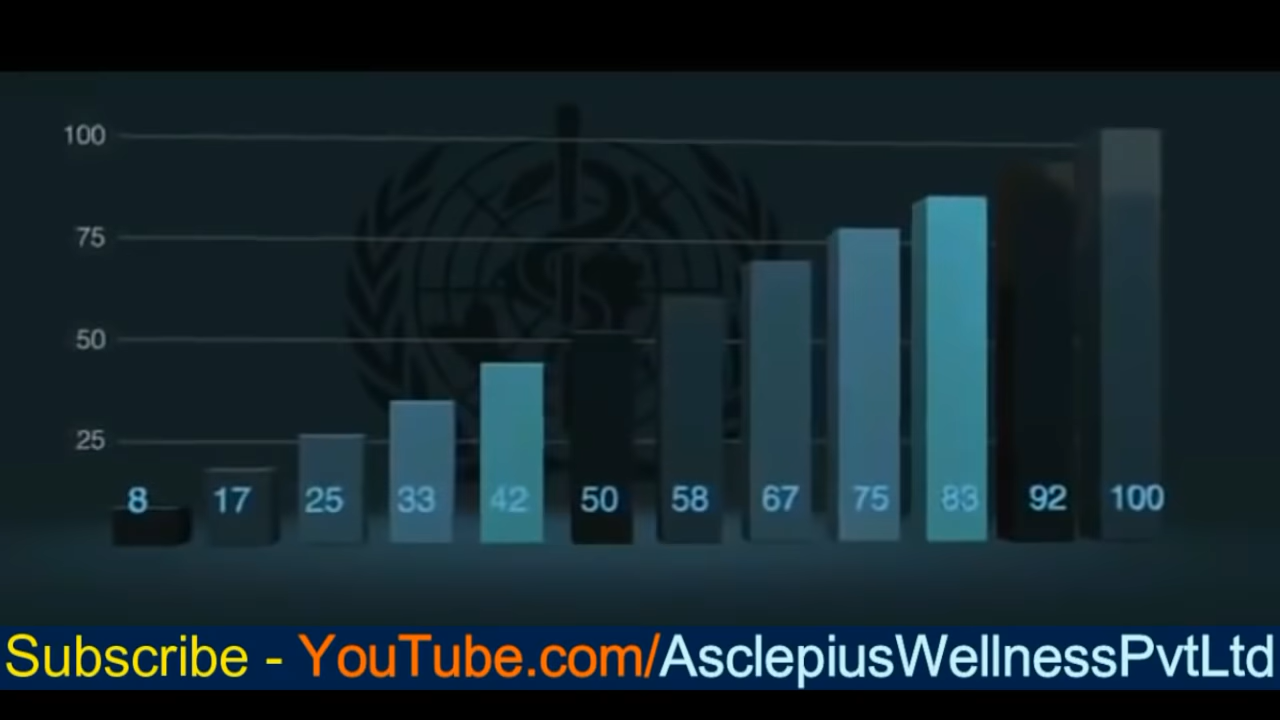 100
75
50
25
8 17 25 33 42 50 58 67 75 83 92 100
Subscribe - YouTube.com/AsclepiusWellnessPvtLtd